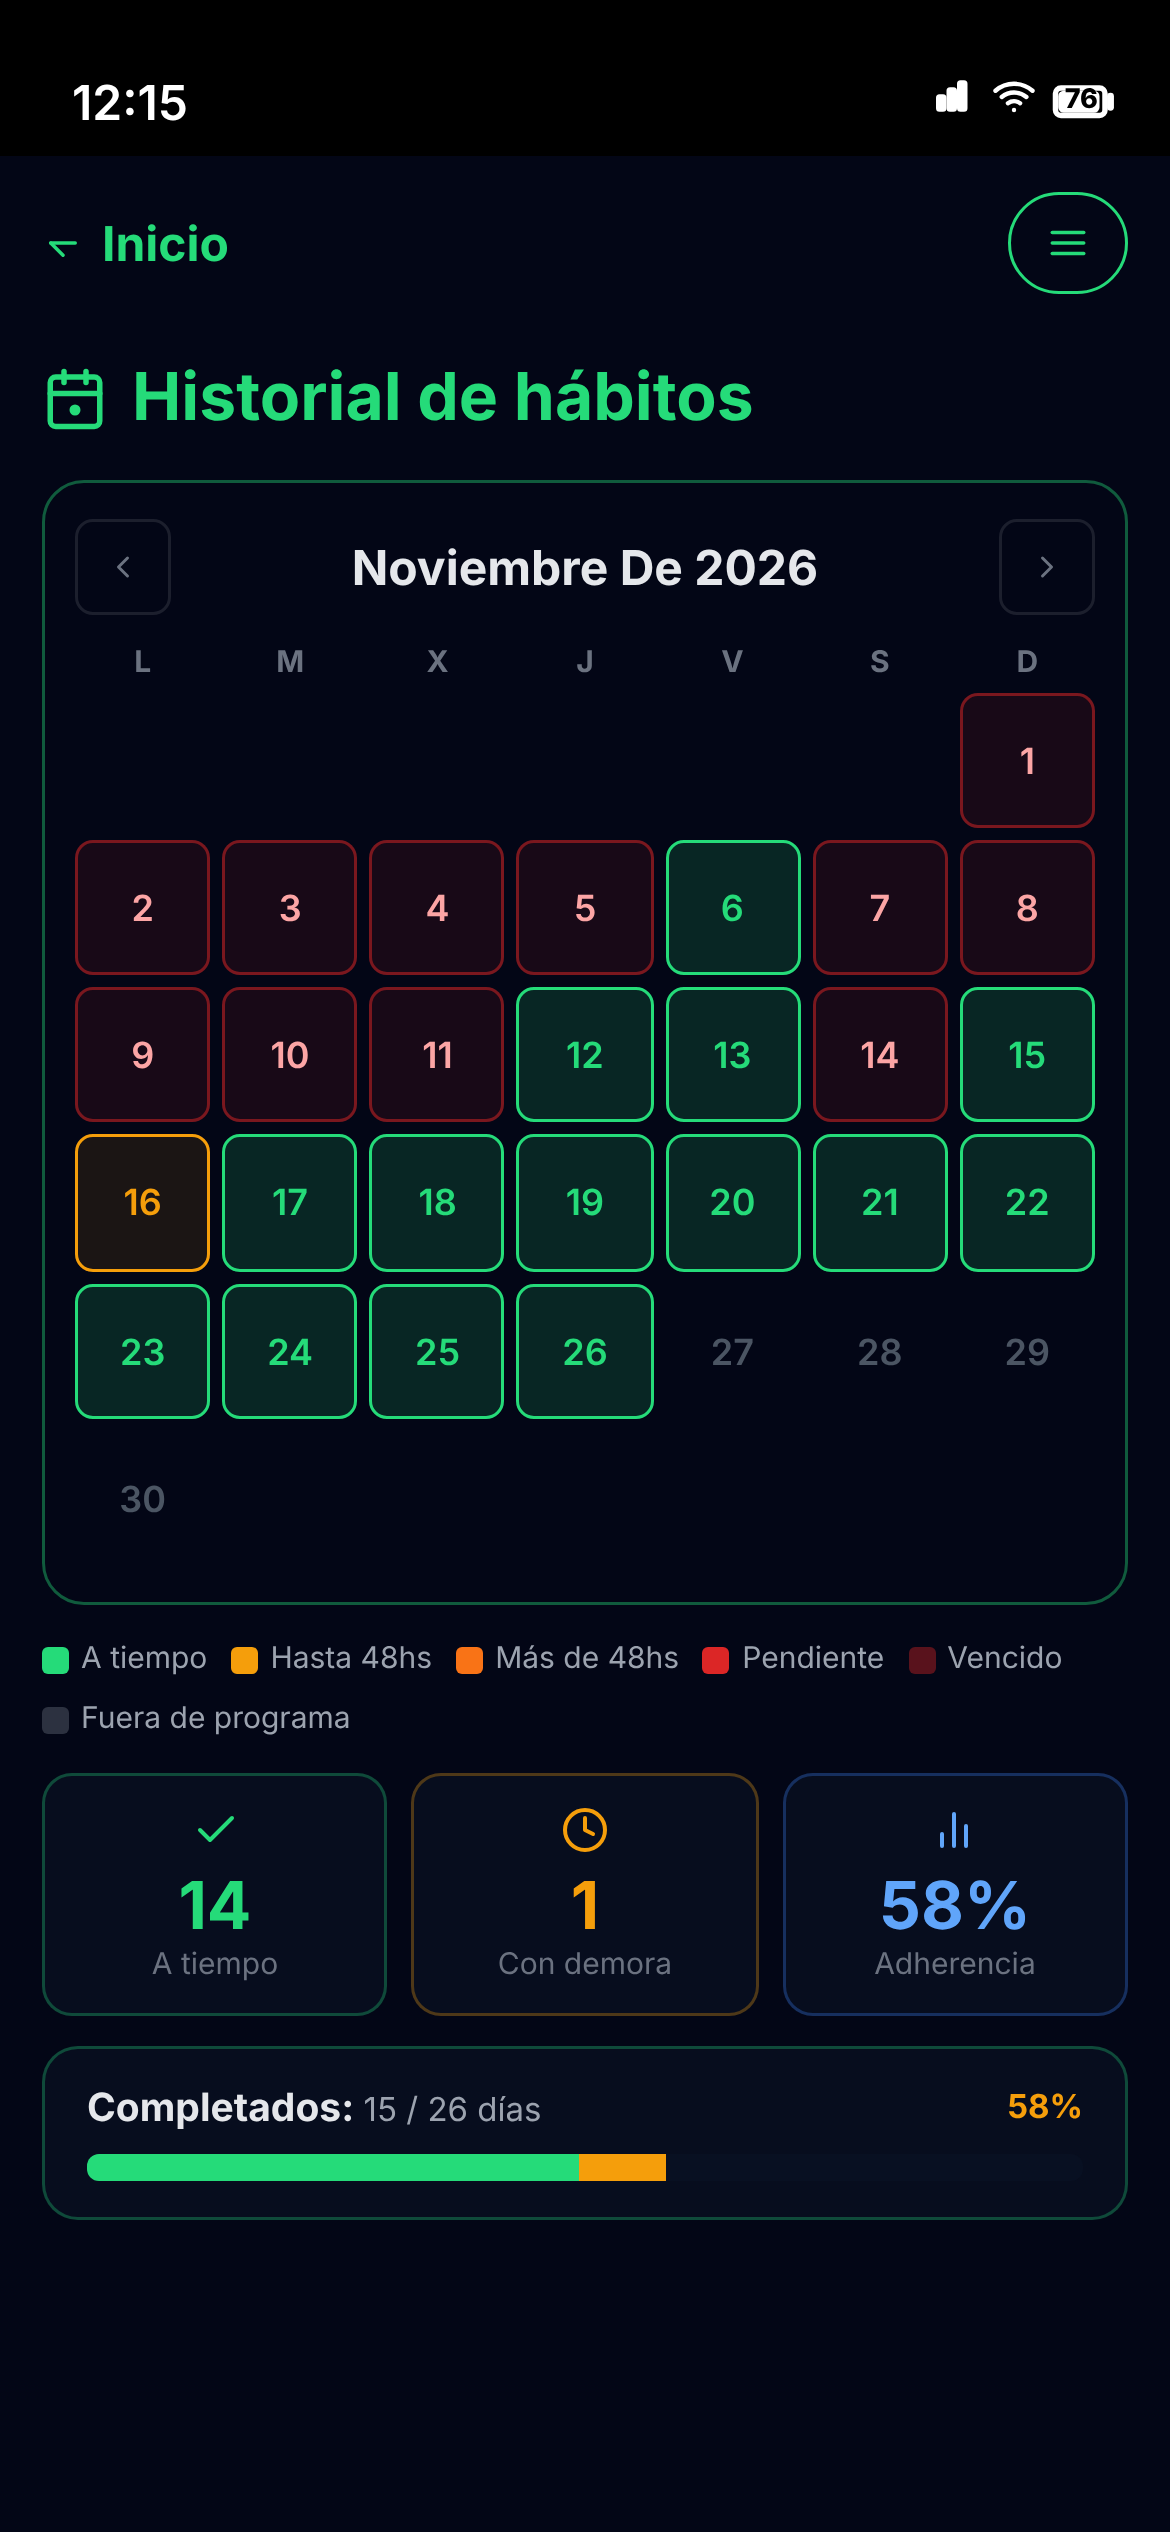 12:15
76
Inicio
Historial de hábitos
Noviembre De 2026
L M X J V S D
1
2 3 4 5 6 7 8
9 10 11 12 13 14 15
16 17 18 19 20 21 22
23 24 25 26 27 28 29
30
A tiempo Hasta 48hs Más de 48hs Pendiente Vencido
Fuera de programa
14 1 58%
A tiempo Con demora Adherencia
Completados: 15 / 26 días 58%